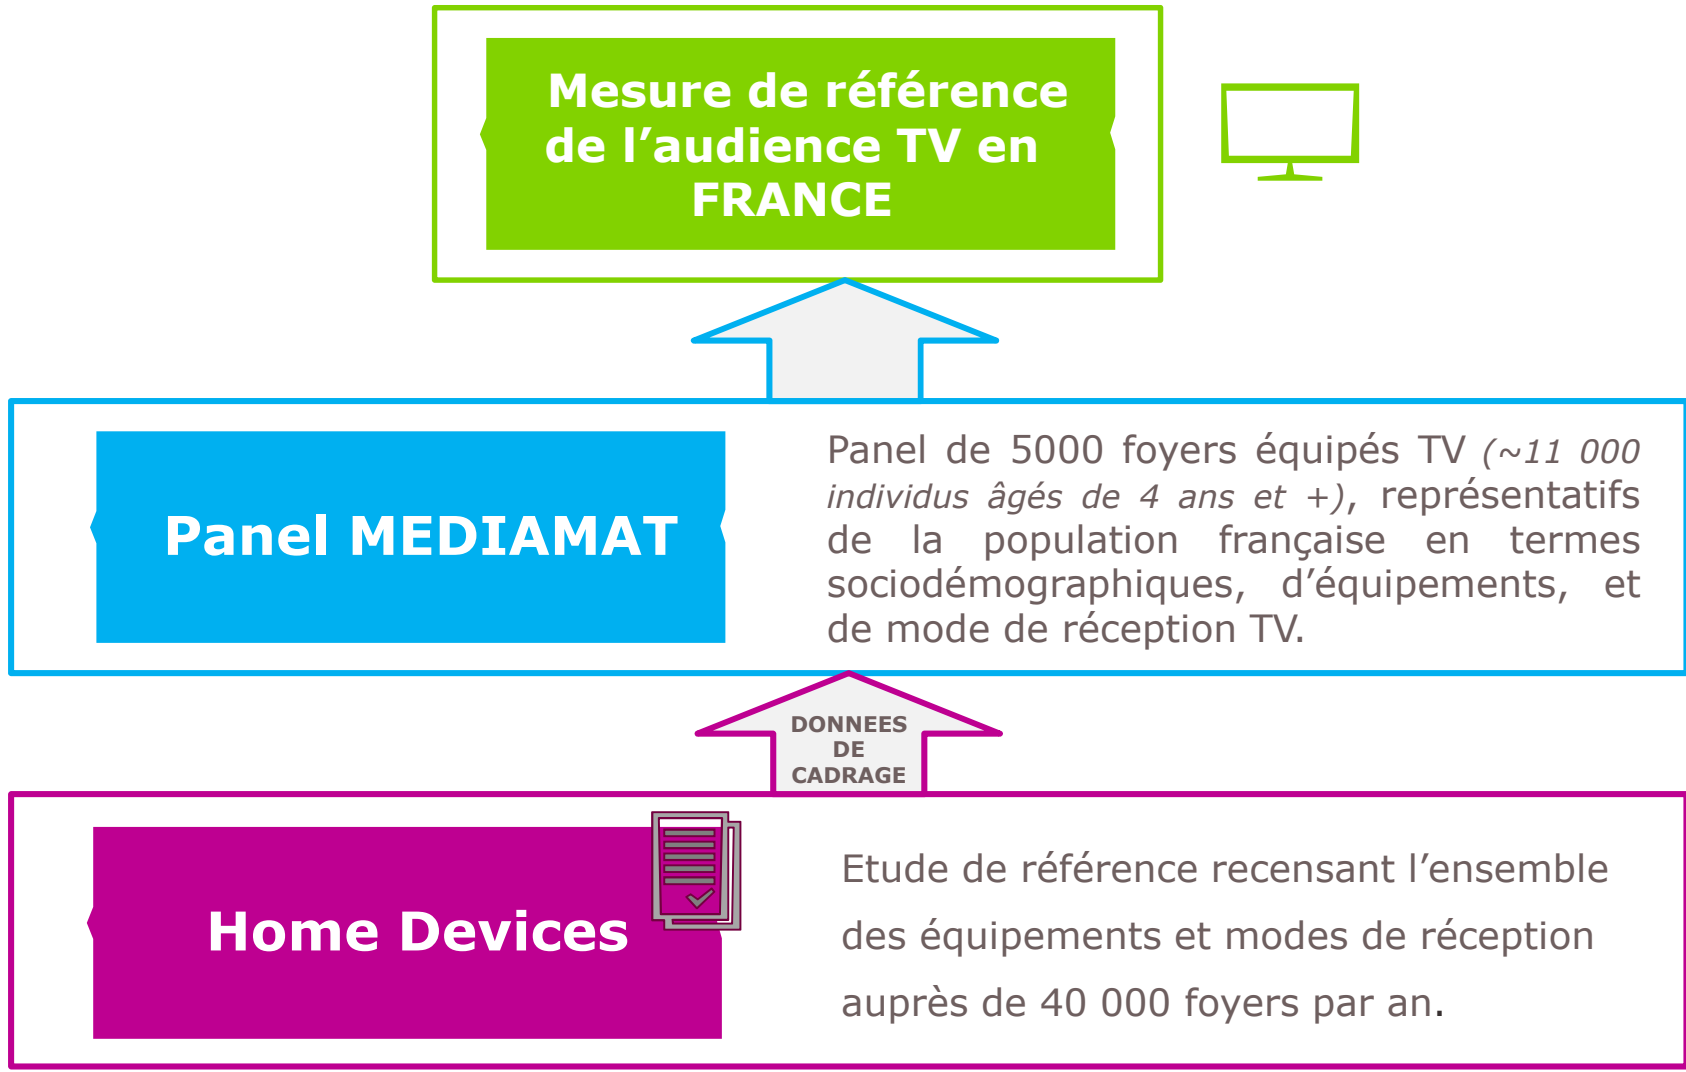 Mesure de référence
de l’audience TV en
FRANCE
Panel MEDIAMAT
Panel de 5000 foyers équipés TV (~11 000
individus âgés de 4 ans et +), représentatifs
de la population française en termes
sociodémographiques, d’équipements, et
de mode de réception TV.
DONNEES
DE
CADRAGE
Home Devices
Etude de référence recensant l’ensemble
des équipements et modes de réception
auprès de 40 000 foyers par an.